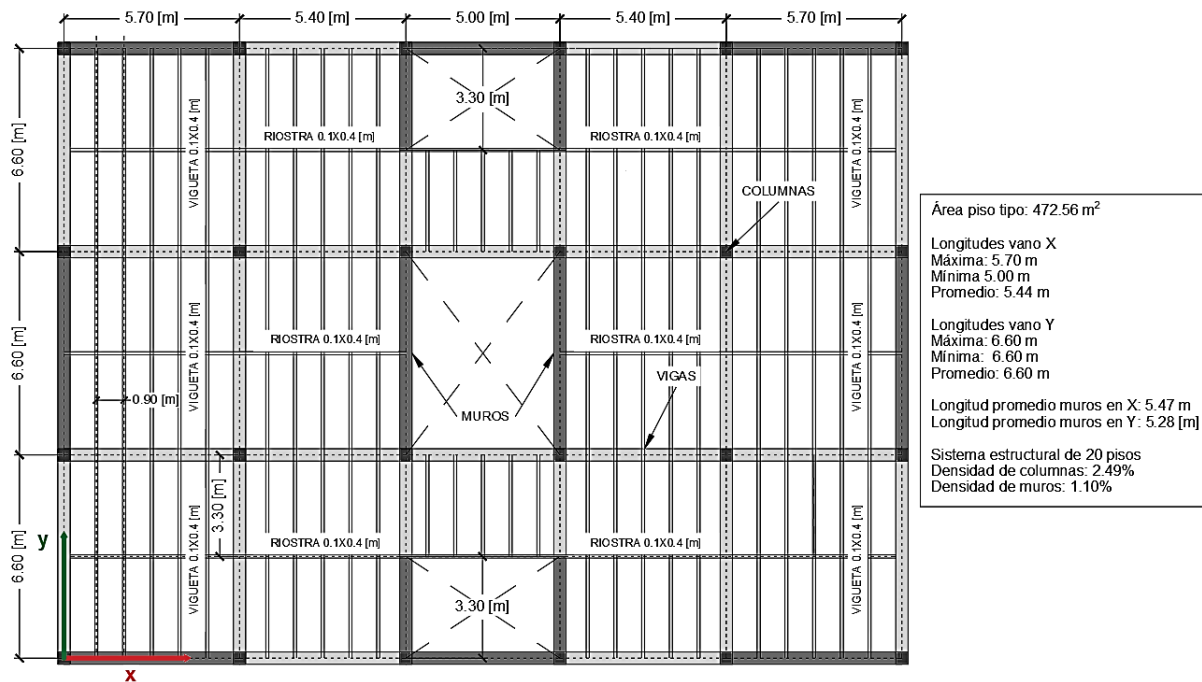 5.70 [m]
5.40 [m]
5.00 [m]
5.40 [m]
5.70 [m]
6.60 [m]
6.60 [m]
6.60 [m]
3.30 [m]
RIOSTRA 0.1X0.4 [m]
RIOSTRA 0.1X0.4 [m]
VIGUETA 0.1X0.4 [m]
VIGUETA 0.1X0.4 [m]
COLUMNAS
RIOSTRA 0.1X0.4 [m]
RIOSTRA 0.1X0.4 [m]
VIGUETA 0.1X0.4 [m]
VIGUETA 0.1X0.4 [m]
0.90 [m]
VIGAS
MUROS
3.30 [m]
RIOSTRA 0.1X0.4 [m]
RIOSTRA 0.1X0.4 [m]
VIGUETA 0.1X0.4 [m]
VIGUETA 0.1X0.4 [m]
3.30 [m]
y
x
Área piso tipo: 472.56 m²
Longitudes vano X
Máxima: 5.70 m
Mínima 5.00 m
Promedio: 5.44 m
Longitudes vano Y
Máxima: 6.60 m
Mínima: 6.60 m
Promedio: 6.60 m
Longitud promedio muros en X: 5.47 m
Longitud promedio muros en Y: 5.28 [m]
Sistema estructural de 20 pisos
Densidad de columnas: 2.49%
Densidad de muros: 1.10%